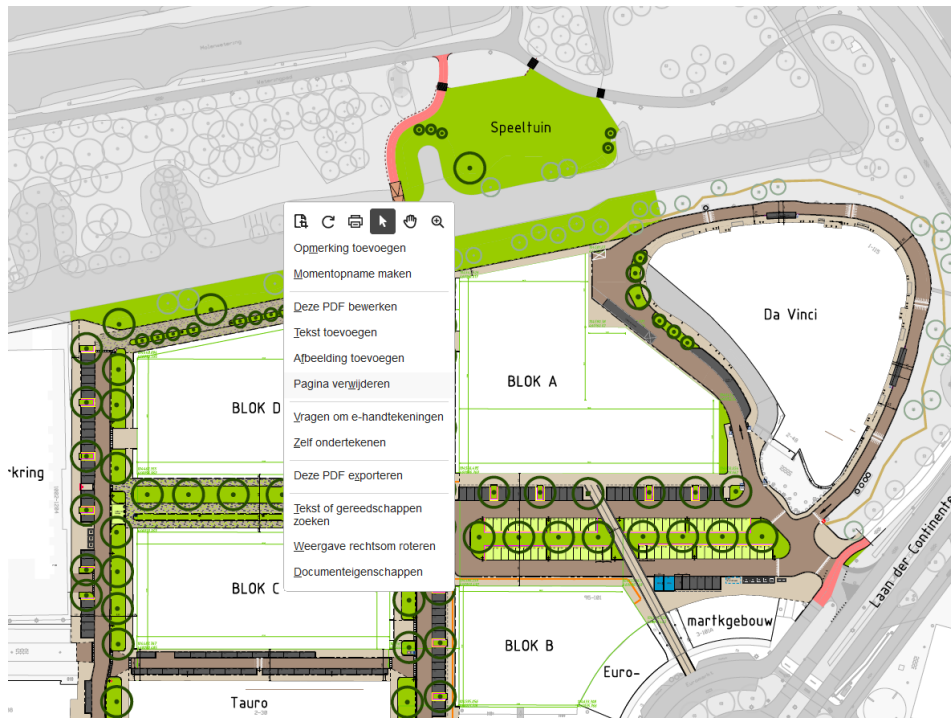 Speeltuin
Opmerking toevoegen
Momentopname maken
Deze PDF bewerken
Tekst toevoegen
Afbeelding toevoegen
Pagina verwijderen
Vragen om e-handtekeningen
Zelf ondertekenen
Deze PDF exporteren
Tekst of gereedschappen
zoeken
Weergave rechtsom roteren
Documenteigenschappen
Da Vinci
BLOK A
BLOK D
rkring
BLOK C
Laan der Continente
martkgebouw
BLOK B
Euro-
Tauro